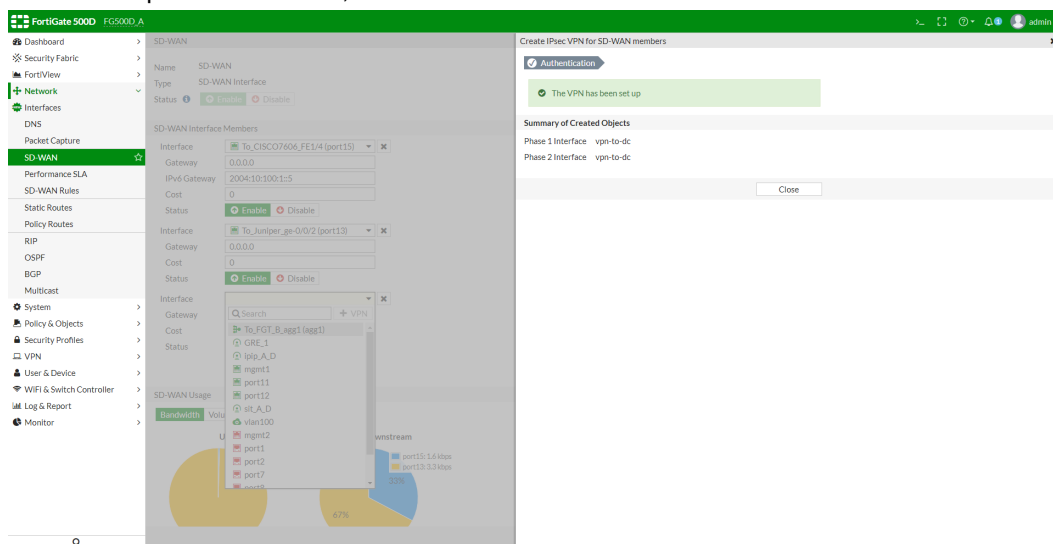 FortiGate 500D FG500D_A
>_
1
admin
Dashboard
Security Fabric
FortiView
Network
Interfaces
DNS
Packet Capture
SD-WAN
Performance SLA
SD-WAN Rules
Static Routes
Policy Routes
RIP
OSPF
BGP
Multicast
System
Policy & Objects
Security Profiles
VPN
User & Device
WiFi & Switch Controller
Log & Report
Monitor
SD-WAN
Name SD-WAN
Type SD-WAN Interface
Status Enable Disable
SD-WAN Interface Members
Interface To_CISCO7606_FE1/4 (port15)
Gateway 0.0.0.0
IPv6 Gateway 2004:10:100:1::5
Cost 0
Status Enable Disable
Interface To_Juniper_ge-0/0/2 (port13)
Gateway 0.0.0.0
Cost 0
Status Enable Disable
Interface
Gateway
Cost
Status
Search + VPN
To_FGT_B_agg1 (agg1)
GRE_1
Ipip_A_D
mgmt1
port11
port12
sit_A_D
vlan100
mgmt2
port1
port2
port7
SD-WAN Usage
Bandwidth
port15: 1.6 kbps
port13: 3.3 kbps
33%
67%
Create IPsec VPN for SD-WAN members
Authentication
The VPN has been set up
Summary of Created Objects
Phase 1 Interface vpn-to-dc
Phase 2 Interface vpn-to-dc
Close